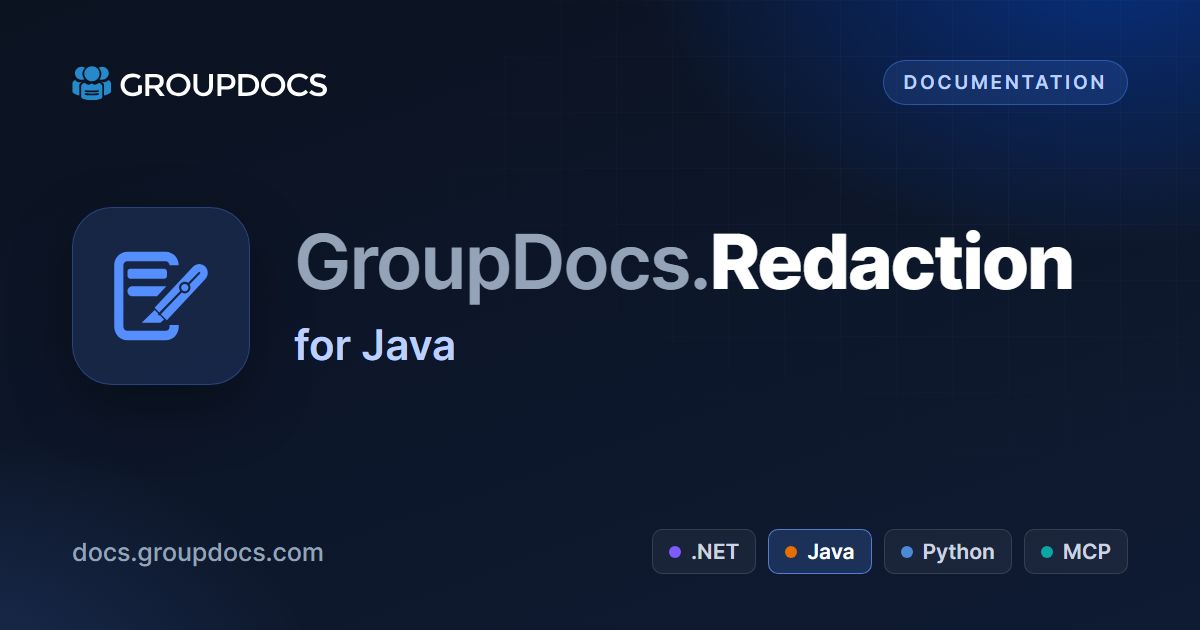 GROUPDOCS
DOCUMENTATION
GroupDocs.Redaction
for Java
docs.groupdocs.com
.NET
Java
Python
MCP